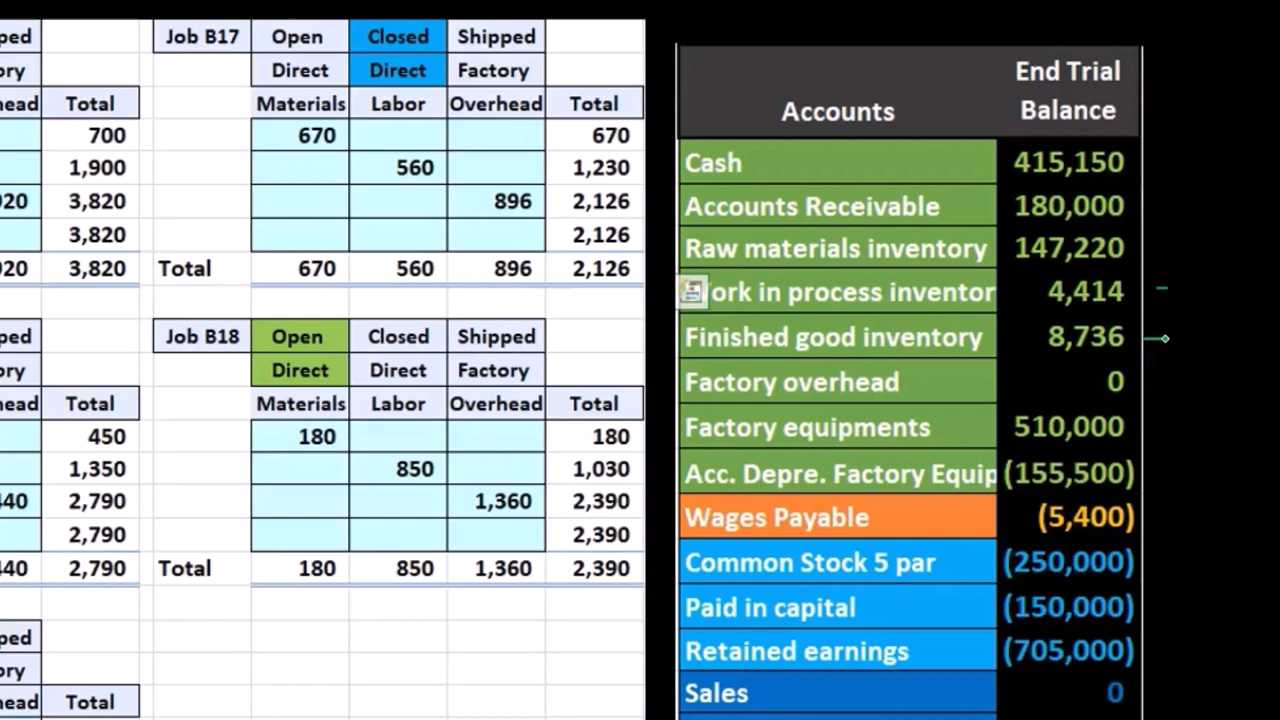 ped Job B17 Open Closed Shipped
ory Direct Direct Factory
head Total Materials Labor Overhead Total
700 670 670
1,900 560 1,230
920 3,820 896 2,126
3,820 2,126
3,820 Total 670 560 896 2,126
ped Job B18 Open Closed Shipped
ory Direct Direct Factory
head Total Materials Labor Overhead Total
450 180 180
1,350 850 1,030
440 2,790 1,360 2,390
2,790 2,390
440 2,790 Total 180 850 1,360 2,390
ped
ory
head Total
End Trial
Accounts Balance
Cash 415,150
Accounts Receivable 180,000
Raw materials inventory 147,220
ork in process inventor 4,414
Finished good inventory 8,736
Factory overhead 0
Factory equipments 510,000
Acc. Depre. Factory Equip (155,500)
Wages Payable (5,400)
Common Stock 5 par (250,000)
Paid in capital (150,000)
Retained earnings (705,000)
Sales 0